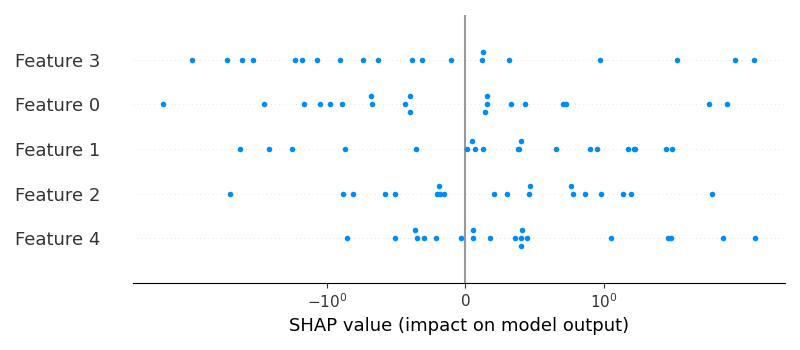 Feature 3
Feature 0
Feature 1
Feature 2
Feature 4
−10⁰ 0 10⁰
SHAP value (impact on model output)